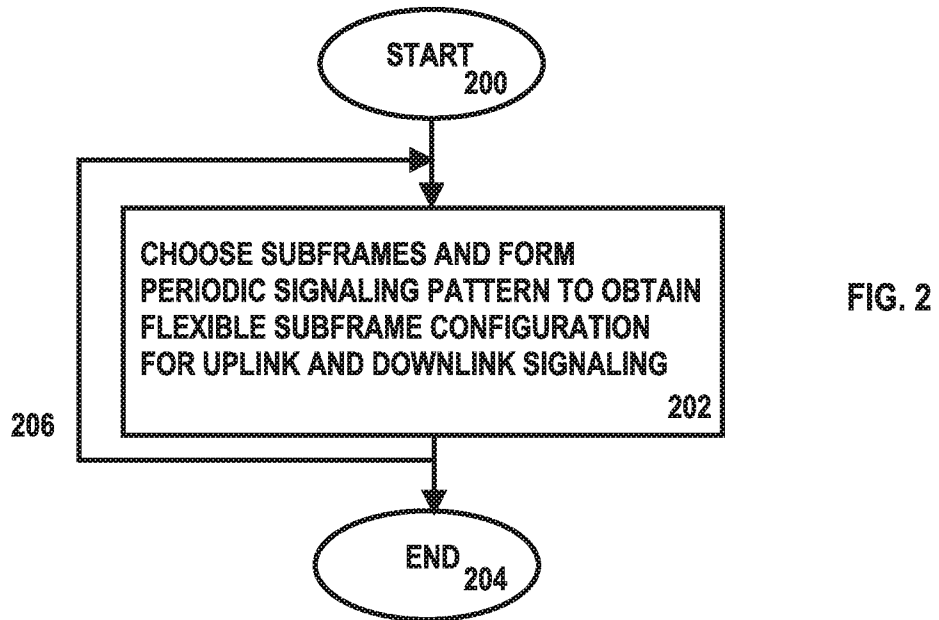 START
200
CHOOSE SUBFRAMES AND FORM
PERIODIC SIGNALING PATTERN TO OBTAIN
FLEXIBLE SUBFRAME CONFIGURATION
FOR UPLINK AND DOWNLINK SIGNALING
202
206
END
204
FIG. 2